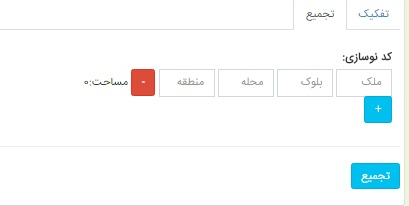 تفکیک تجمیع
کد نوسازی:
ملک بلوک محله منطقه - مساحت:۰
+
تجمیع